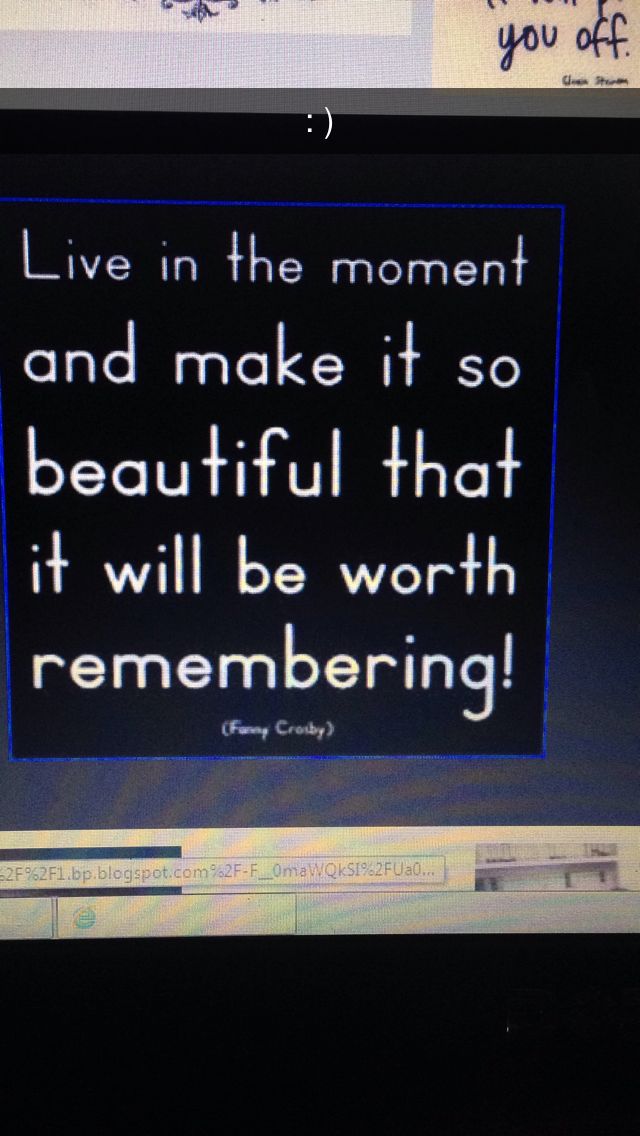 you off.
: )
Live in the moment
and make it so
beautiful that
it will be worth
remembering!
(Fanny Crosby)
2F%2F1.bp.blogspot.com%2F-F__0maWQkSI%2FUa0...